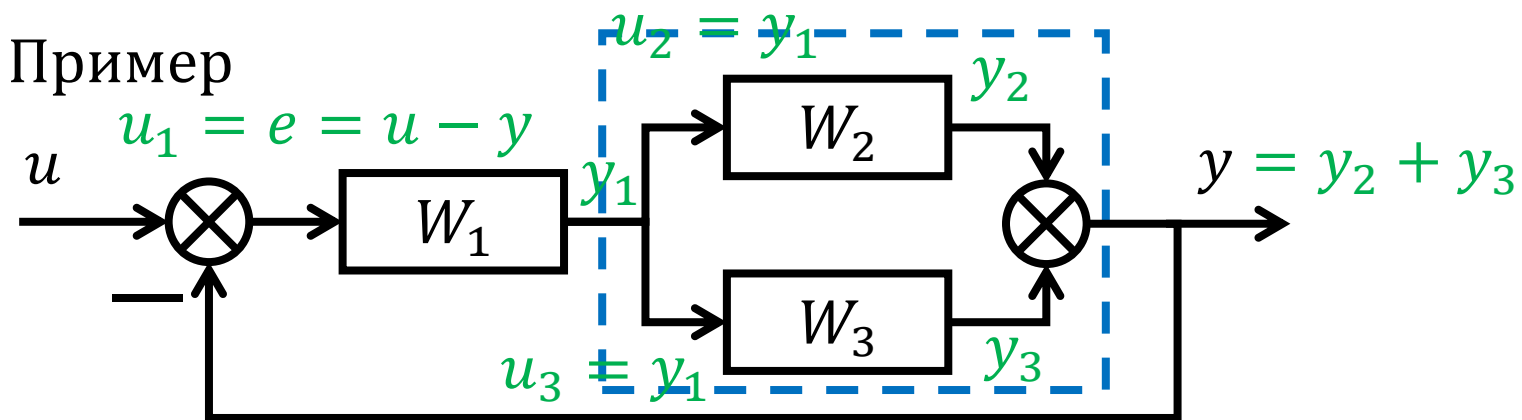 Пример
u₂ = y₁
u₁ = e = u − y
y₂
u
W₂
y₁
y = y₂ + y₃
W₁
—
W₃
y₃
u₃ = y₁